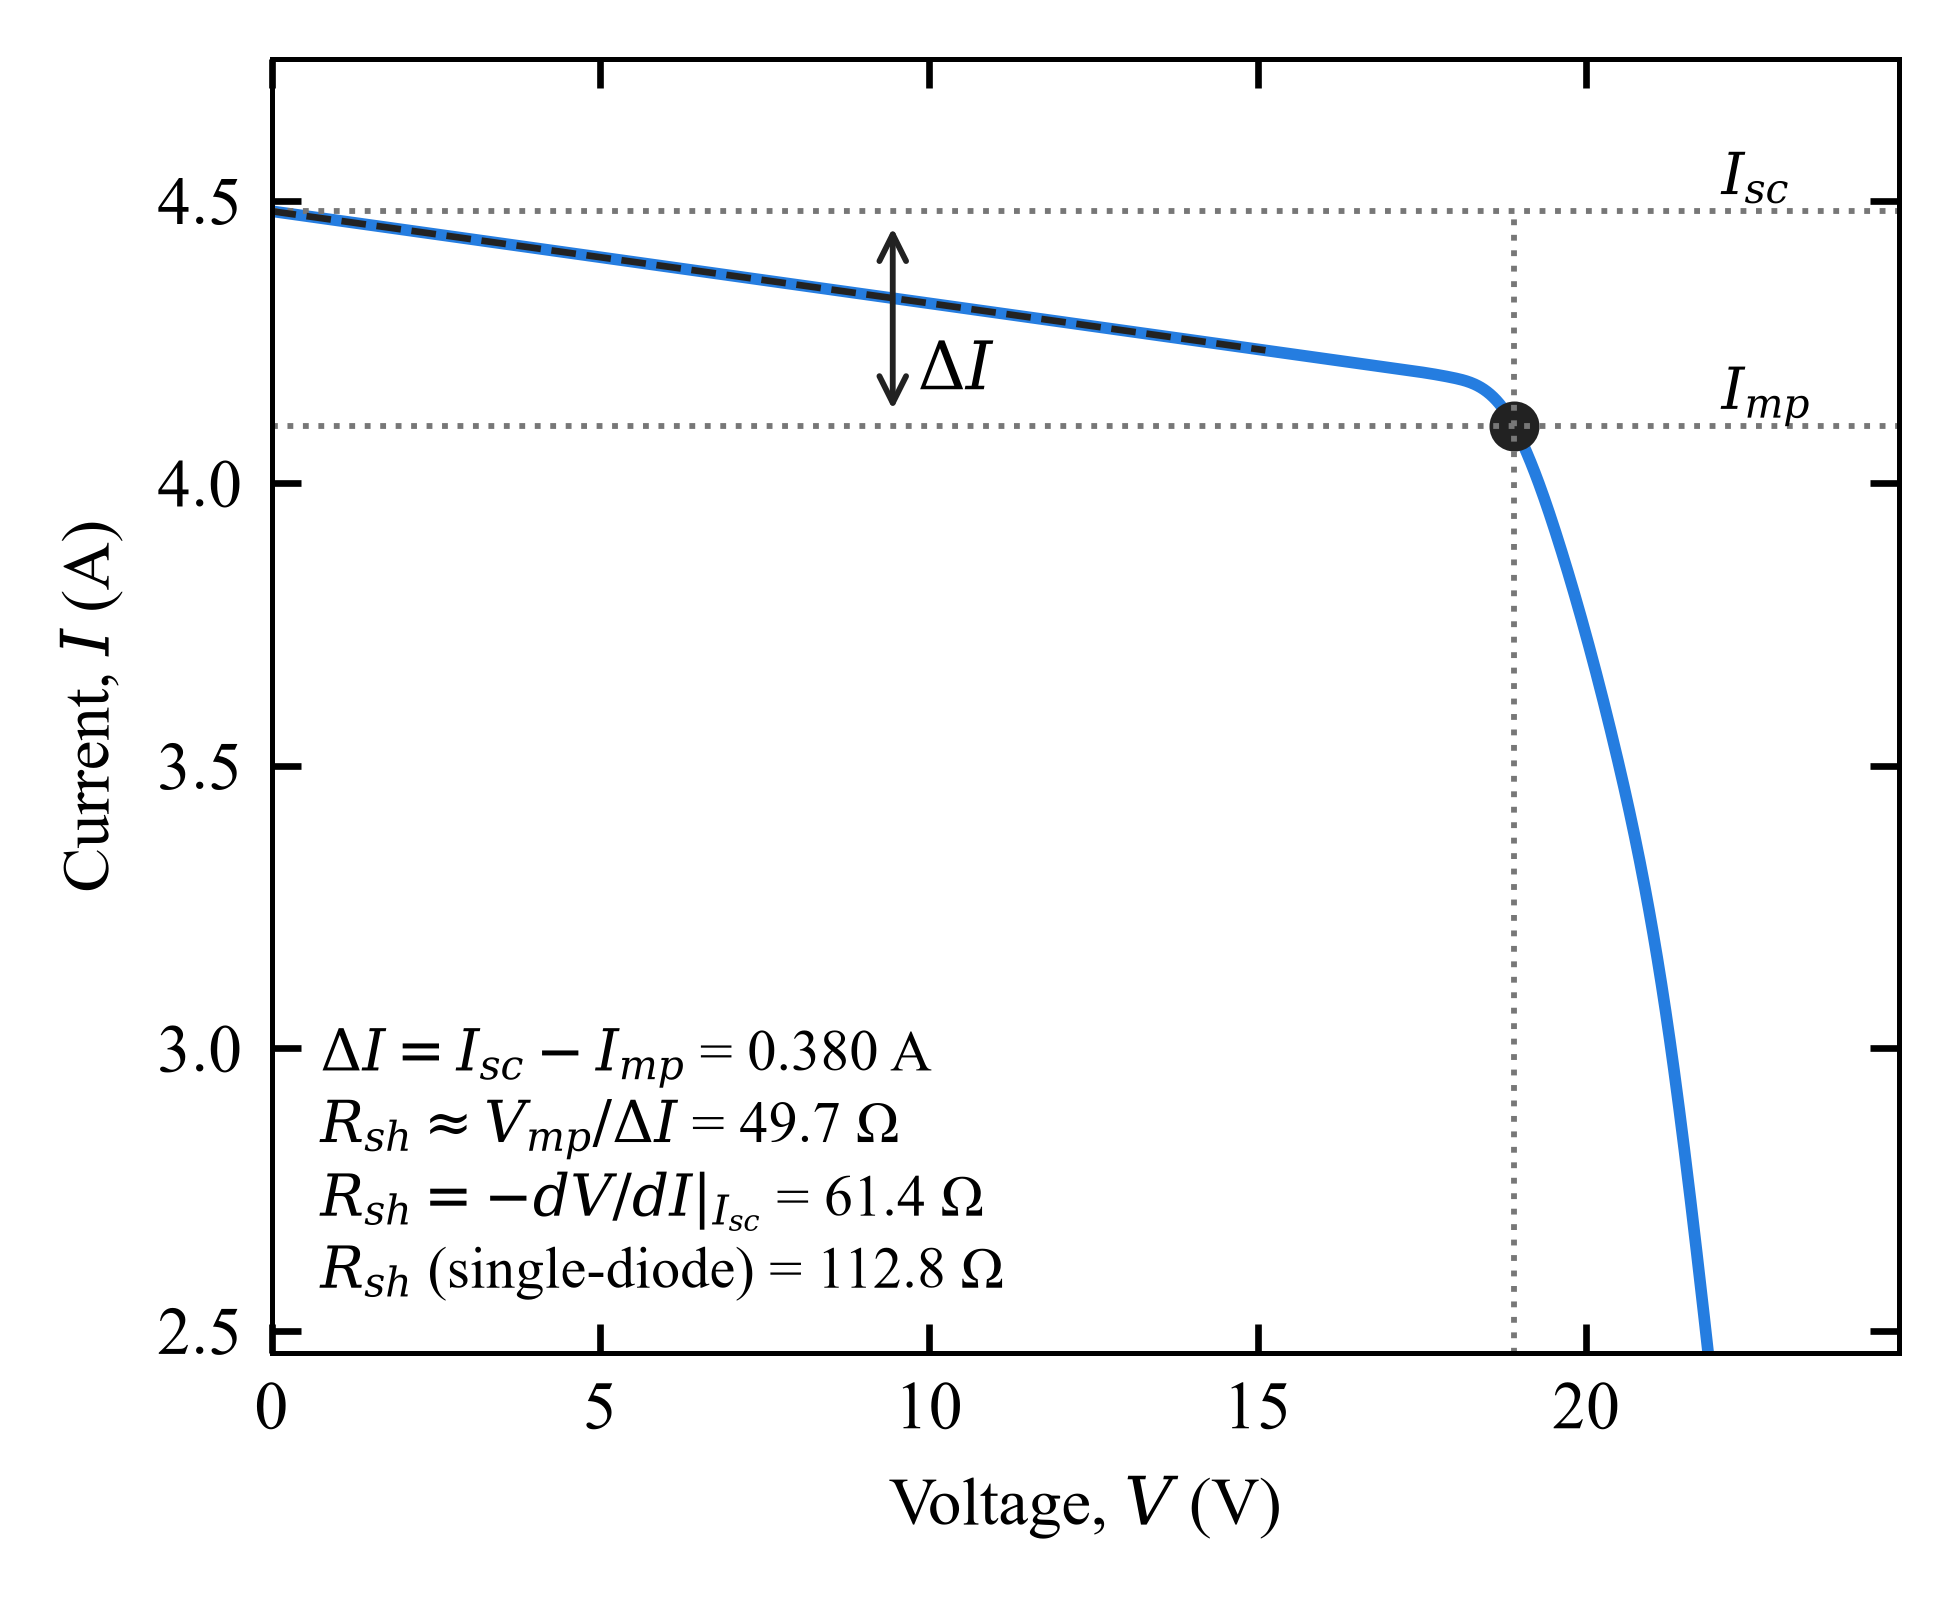 I_sc
I_mp
ΔI
4.5
4.0
3.5
3.0
2.5
Current, I (A)
ΔI = I_sc − I_mp = 0.380 A
R_sh ≈ V_mp/ΔI = 49.7 Ω
R_sh = −dV/dI|_{I_sc} = 61.4 Ω
R_sh (single-diode) = 112.8 Ω
0 5 10 15 20
Voltage, V (V)